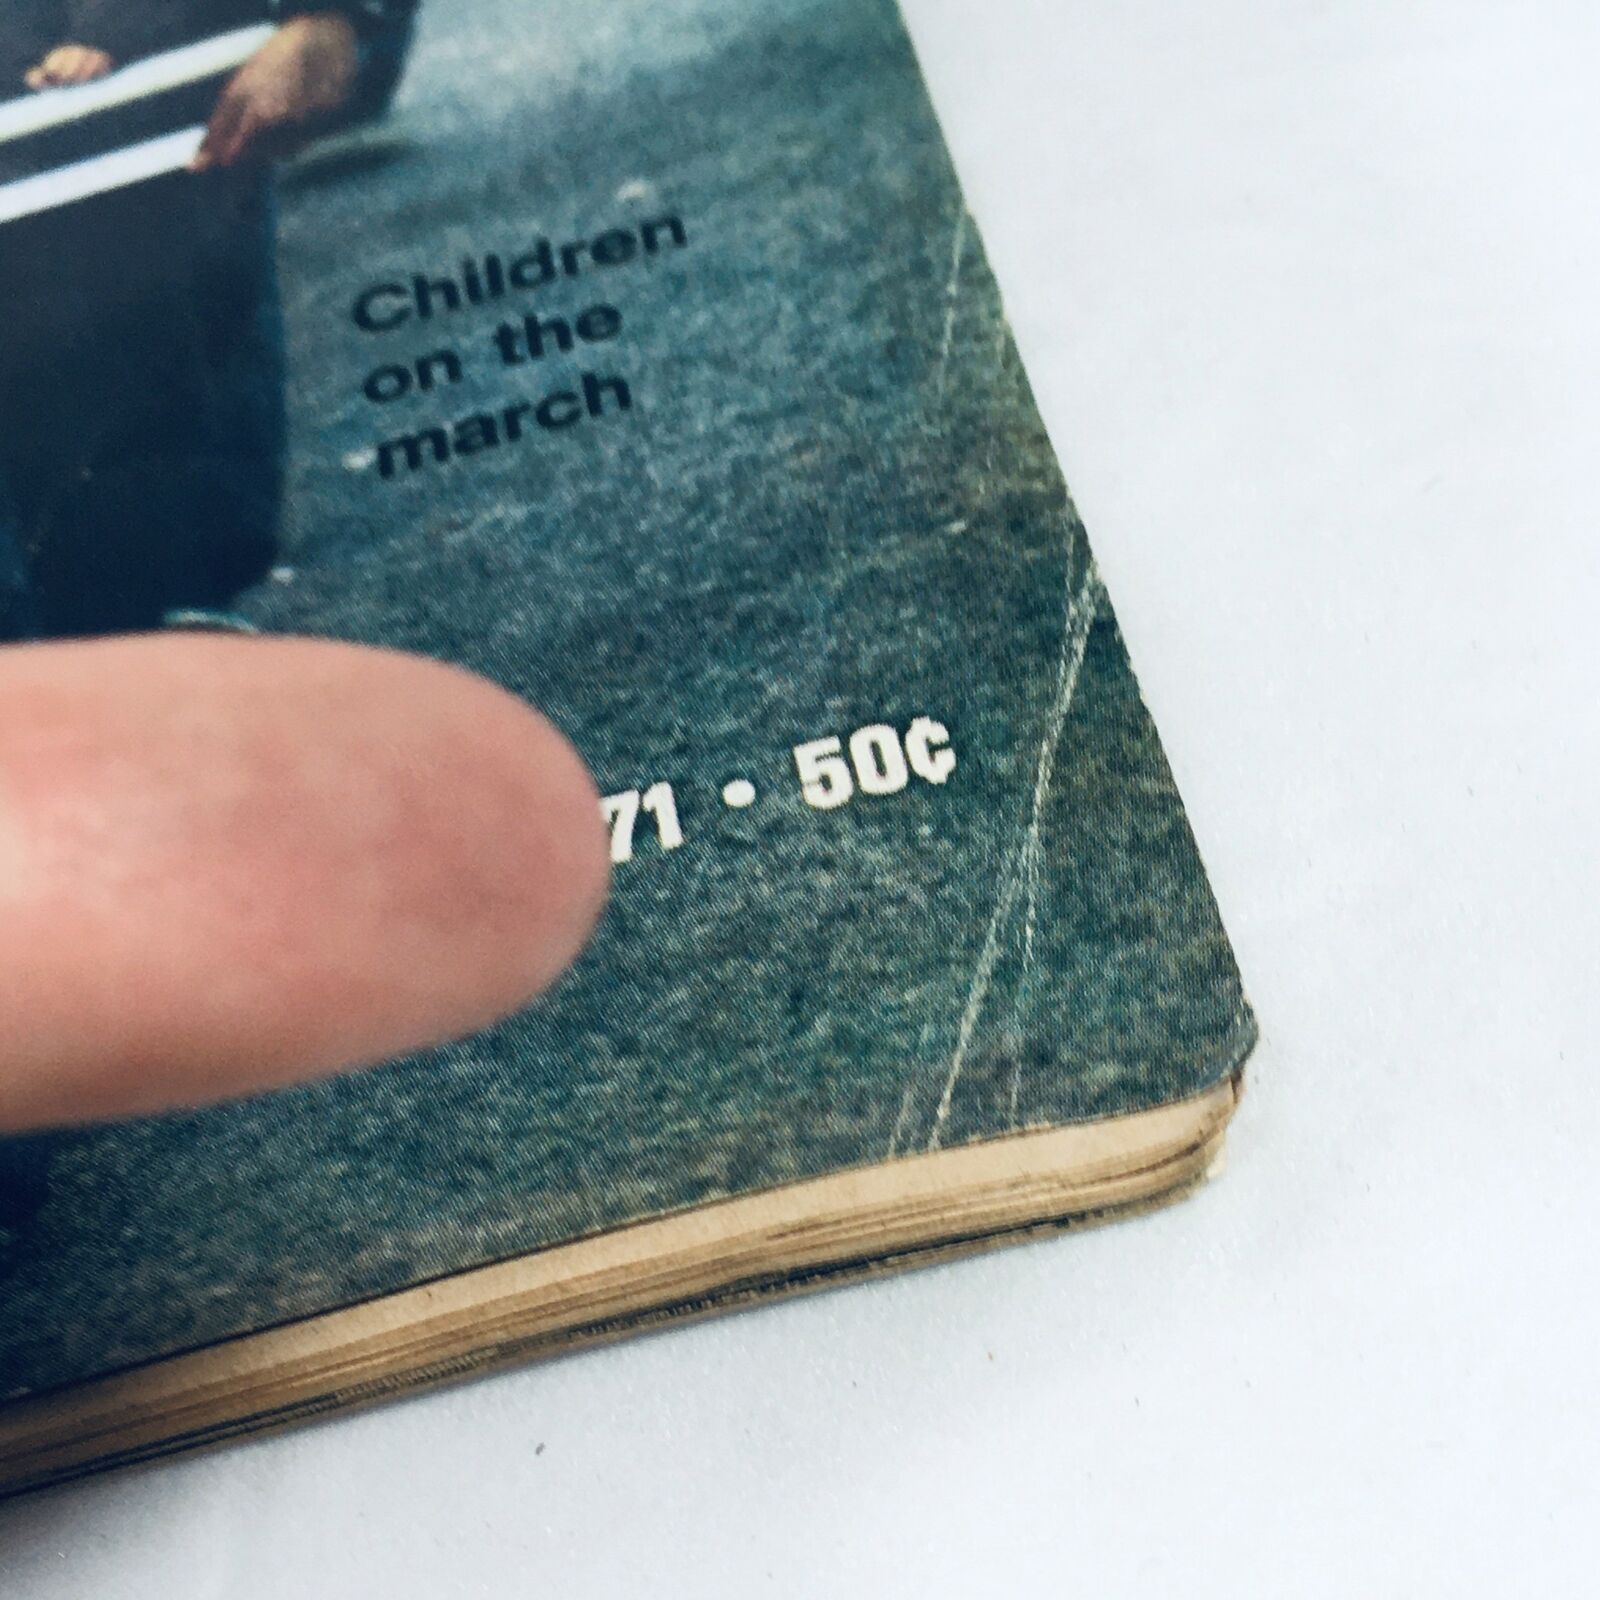 Children
on the
march
71 • 50¢